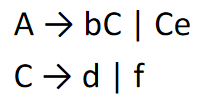 A → bC | Ce
C → d | f